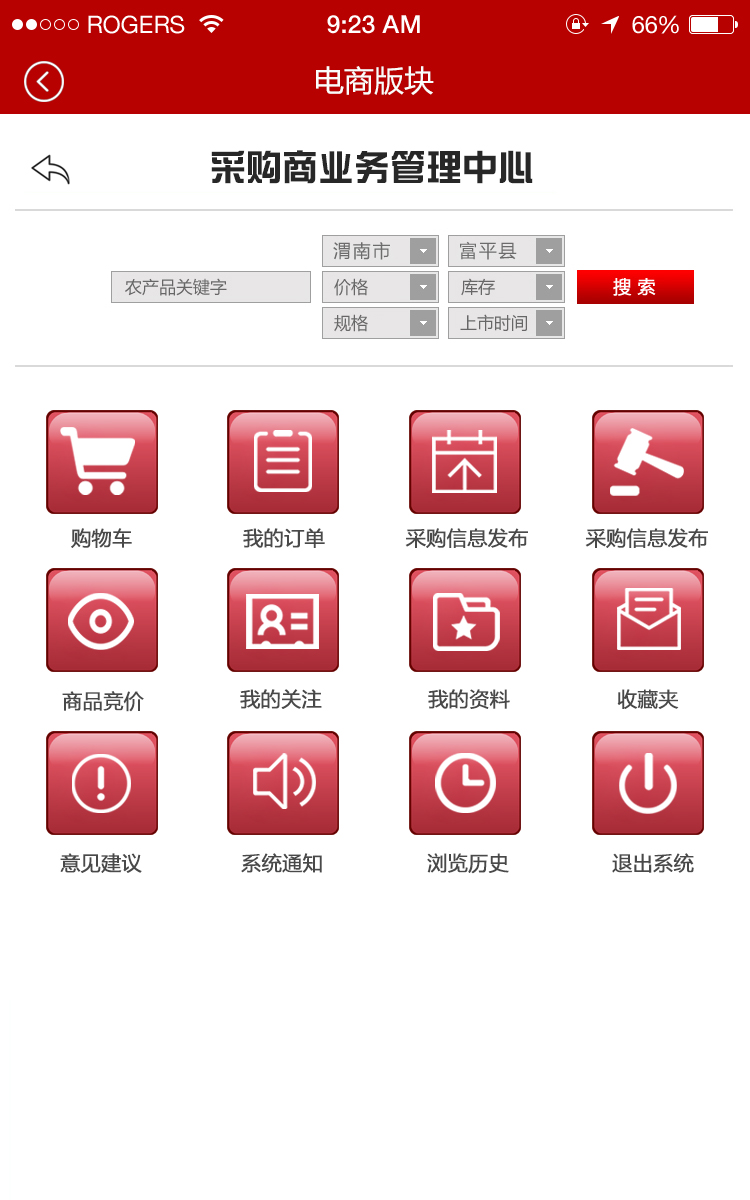 ROGERS 9:23 AM 66%
电商版块
采购商业务管理中心
渭南市 富平县
农产品关键字 价格 库存 搜索
规格 上市时间
购物车 我的订单 采购信息发布 采购信息发布
商品竞价 我的关注 我的资料 收藏夹
意见建议 系统通知 浏览历史 退出系统